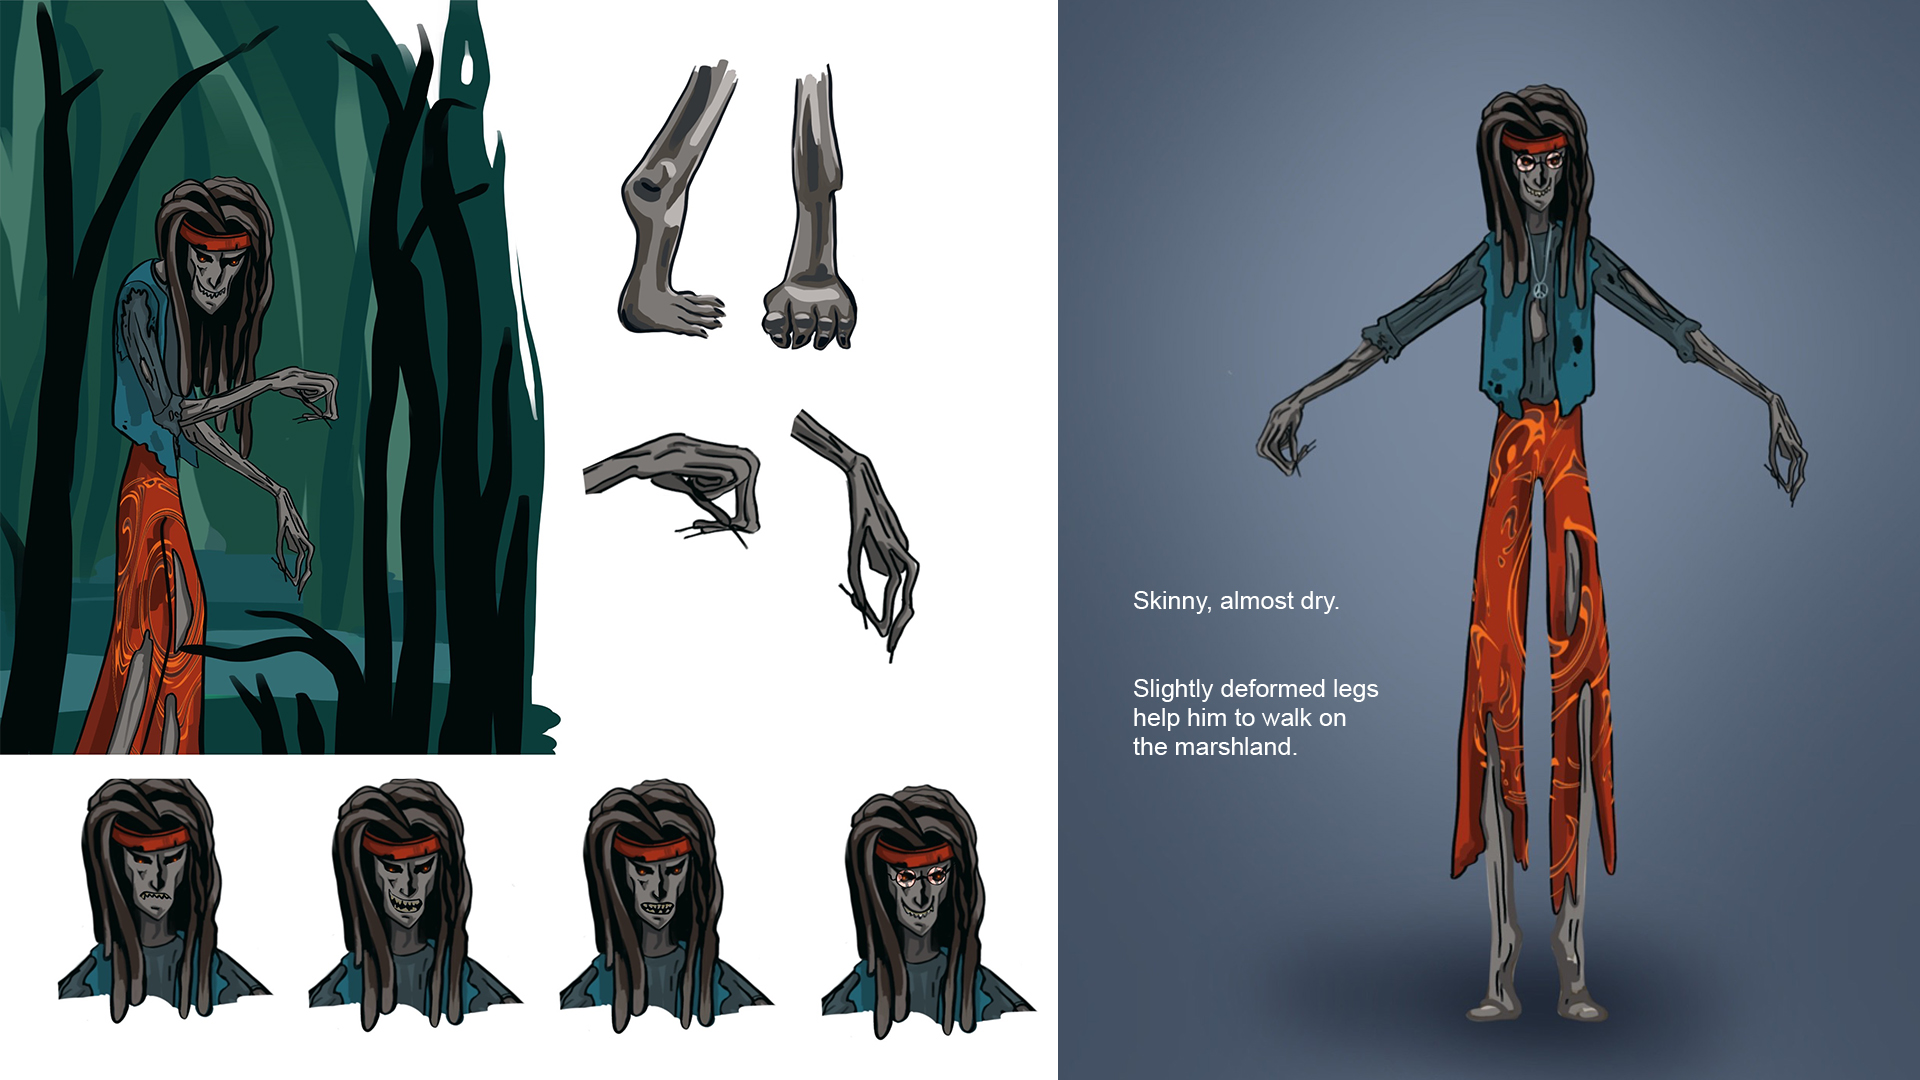 Skinny, almost dry.
Slightly deformed legs
help him to walk on
the marshland.